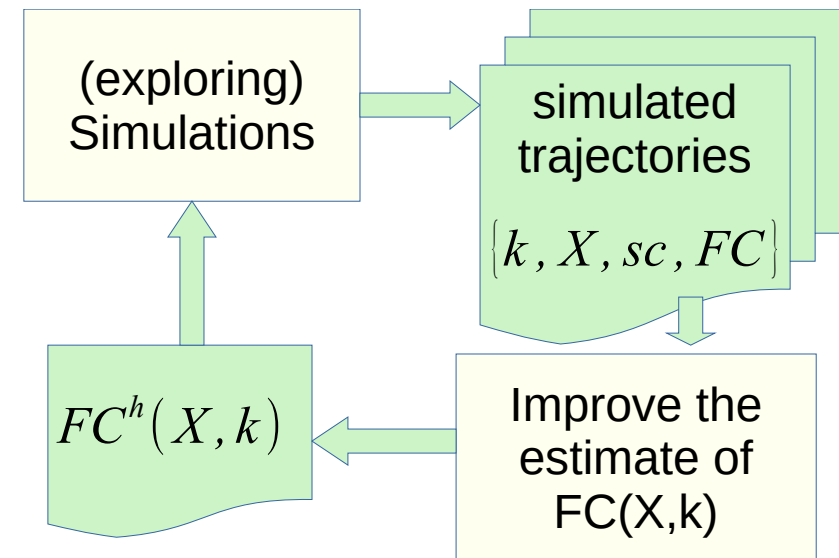 (exploring)
Simulations
simulated
trajectories
{k, X, sc, FC}
FC^h(X, k)
Improve the
estimate of
FC(X,k)